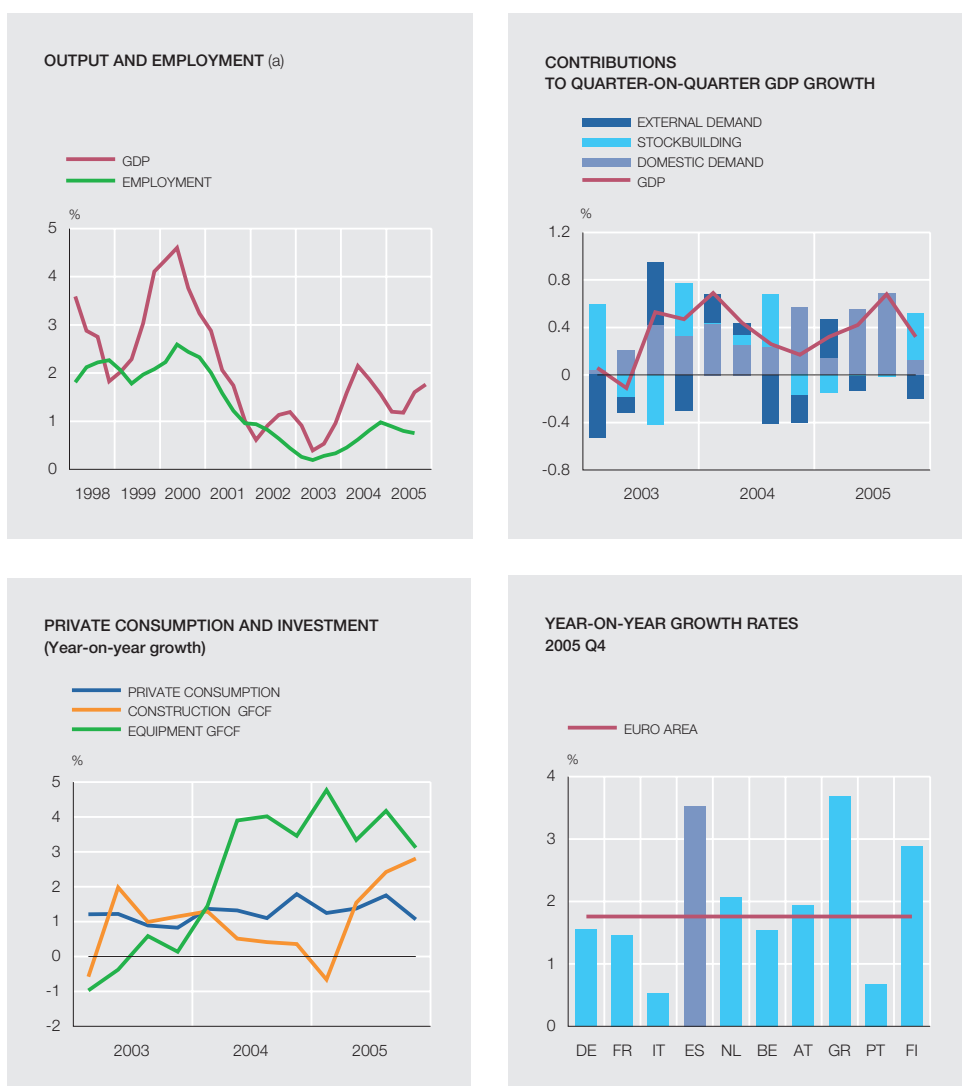 OUTPUT AND EMPLOYMENT (a)
GDP
EMPLOYMENT
%
5
4
3
2
1
0
1998 1999 2000 2001 2002 2003 2004 2005
CONTRIBUTIONS
TO QUARTER-ON-QUARTER GDP GROWTH
EXTERNAL DEMAND
STOCKBUILDING
DOMESTIC DEMAND
GDP
%
1.2
0.8
0.4
0
-0.4
-0.8
2003 2004 2005
PRIVATE CONSUMPTION AND INVESTMENT
(Year-on-year growth)
PRIVATE CONSUMPTION
CONSTRUCTION GFCF
EQUIPMENT GFCF
%
5
4
3
2
1
0
-1
-2
2003 2004 2005
YEAR-ON-YEAR GROWTH RATES
2005 Q4
EURO AREA
%
4
3
2
1
0
DE FR IT ES NL BE AT GR PT FI